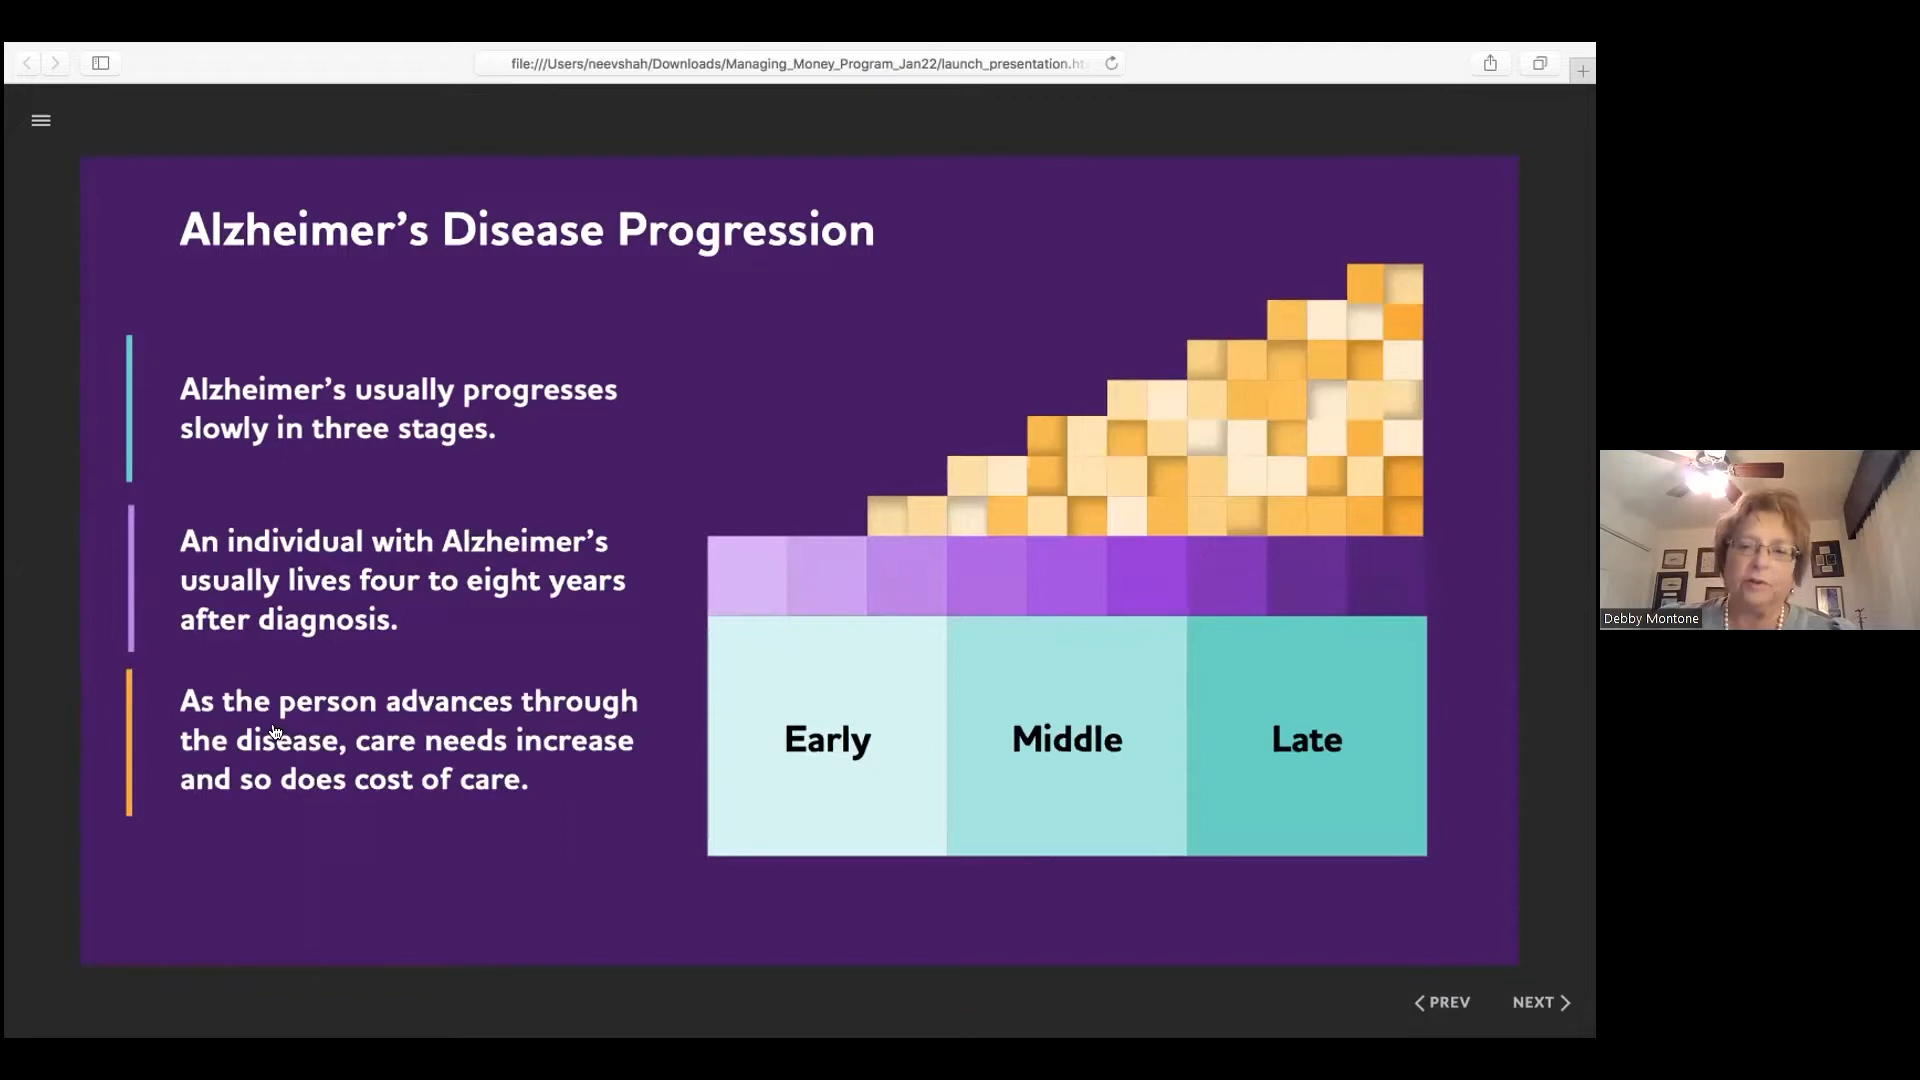 file:///Users/neevshah/Downloads/Managing_Money_Program_Jan22/launch_presentation.ht
Alzheimer’s Disease Progression
Alzheimer’s usually progresses
slowly in three stages.
An individual with Alzheimer’s
usually lives four to eight years
after diagnosis.
As the person advances through
the disease, care needs increase
and so does cost of care.
Early
Middle
Late
Debby Montone
PREV
NEXT